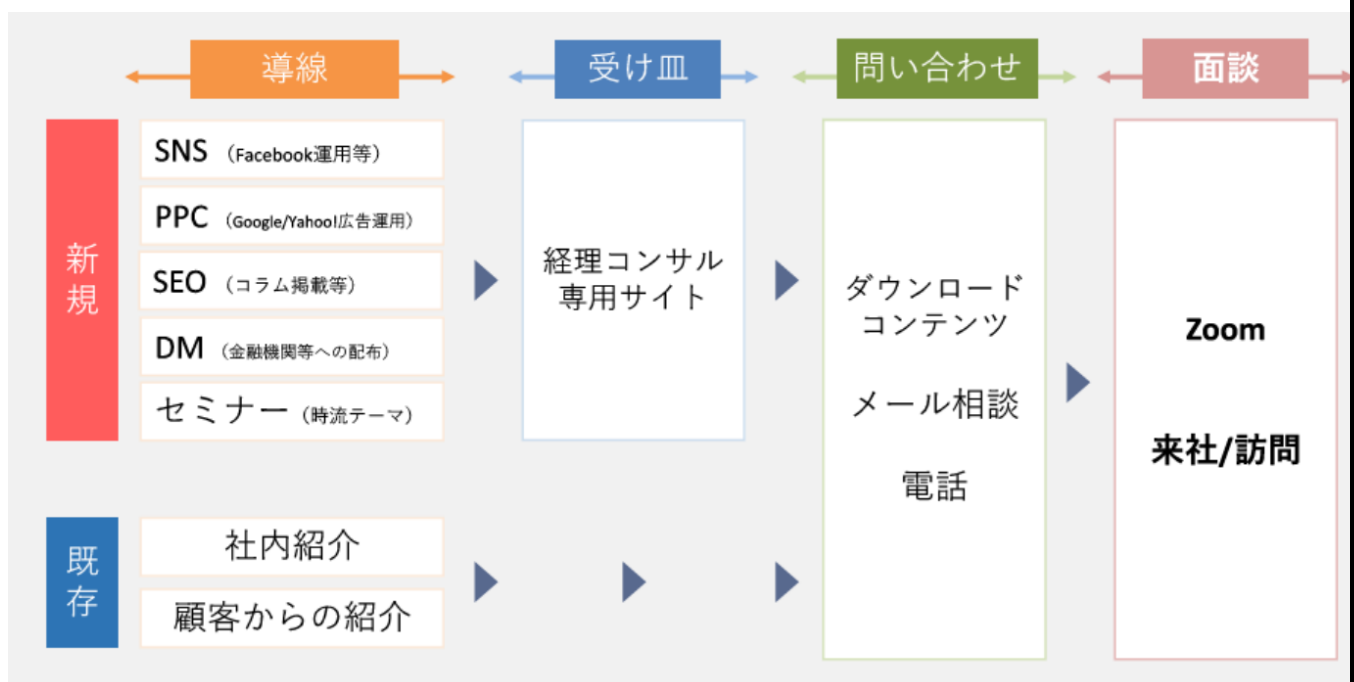 導線
受け皿
問い合わせ
面談
新規
SNS （Facebook運用等）
PPC （Google/Yahoo!広告運用）
SEO （コラム掲載等）
DM （金融機関等への配布）
セミナー（時流テーマ）
経理コンサル
専用サイト
ダウンロード
コンテンツ
メール相談
電話
Zoom
来社/訪問
既存
社内紹介
顧客からの紹介